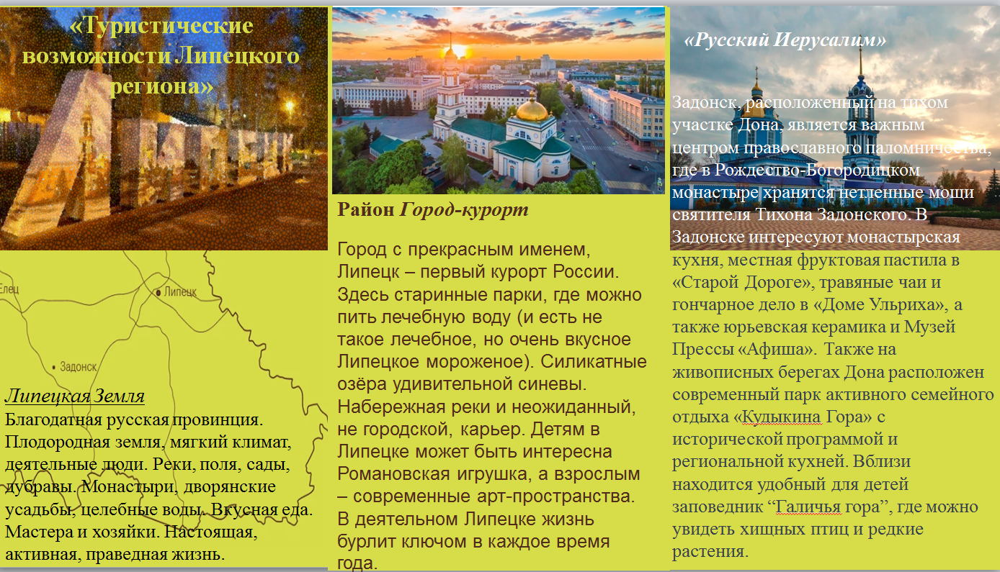 «Туристические
возможности Липецкого
региона»
Елец
Липецк
Задонск
Липецкая Земля
Благодатная русская провинция.
Плодородная земля, мягкий климат,
деятельные люди. Реки, поля, сады,
дубравы. Монастыри, дворянские
усадьбы, целебные воды. Вкусная еда.
Мастера и хозяйки. Настоящая,
активная, праведная жизнь.
Район Город-курорт
Город с прекрасным именем,
Липецк – первый курорт России.
Здесь старинные парки, где можно
пить лечебную воду (и есть не
такое лечебное, но очень вкусное
Липецкое мороженое). Силикатные
озёра удивительной синевы.
Набережная реки и неожиданный,
не городской, карьер. Детям в
Липецке может быть интересна
Романовская игрушка, а взрослым
– современные арт-пространства.
В деятельном Липецке жизнь
бурлит ключом в каждое время
года.
«Русский Иерусалим»
Задонск, расположенный на тихом
участке Дона, является важным
центром православного паломничества,
где в Рождество-Богородицком
монастыре хранятся нетленные мощи
святителя Тихона Задонского. В
Задонске интересуют монастырская
кухня, местная фруктовая пастила в
«Старой Дороге», травяные чаи и
гончарное дело в «Доме Ульриха», а
также юрьевская керамика и Музей
Прессы «Афиша». Также на
живописных берегах Дона расположен
современный парк активного семейного
отдыха «Кудыкина Гора» с
исторической программой и
региональной кухней. Вблизи
находится удобный для детей
заповедник “Галичья гора”, где можно
увидеть хищных птиц и редкие
растения.